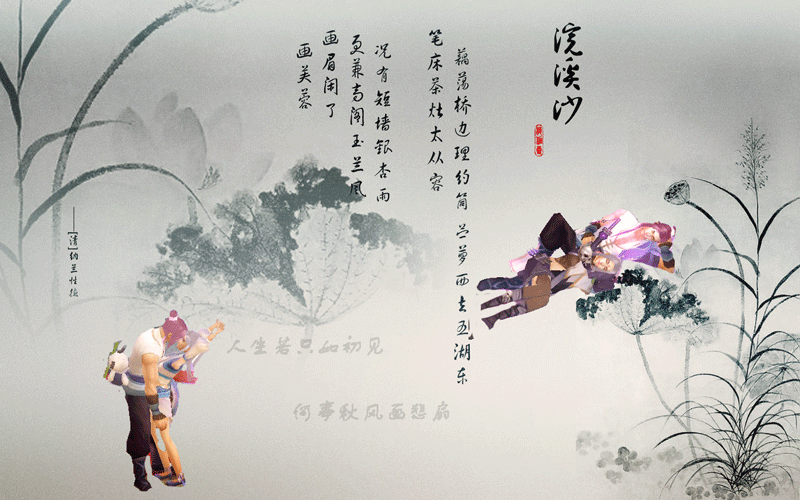 浣溪沙
藕荡桥边理钓筒 苎萝西去五湖东
笔床茶灶太从容
况有短墙银杏雨
更兼高阁玉兰风
画眉闲了
画芙蓉
——[清]纳兰性德
人生若只如初见
何事秋风画悲扇